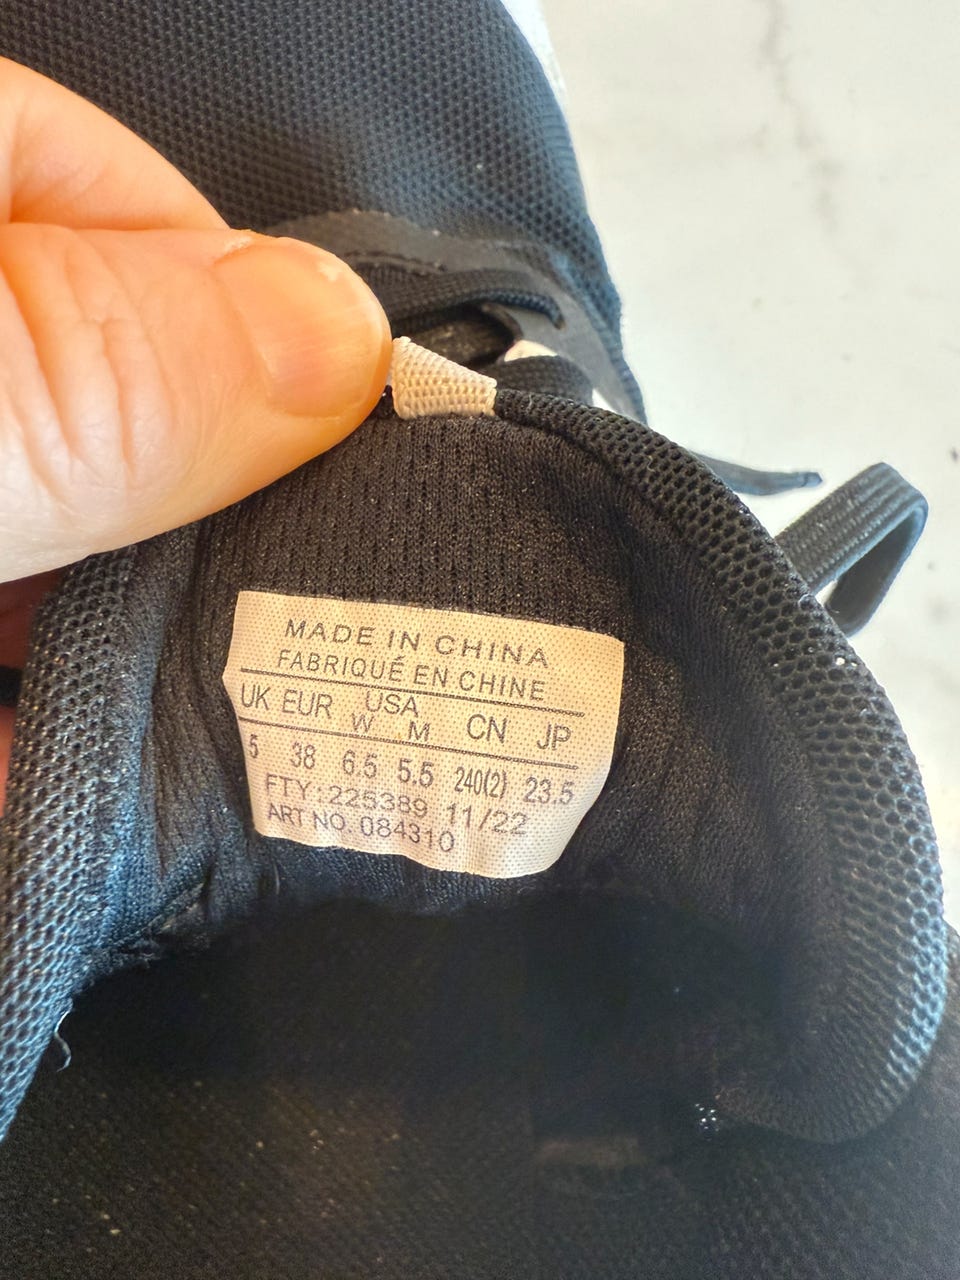 MADE IN CHINA
FABRIQUÉ EN CHINE
UK EUR USA CN JP
W M
5 38 6.5 5.5 240(2) 23.5
FTY: 225389 11/22
ART NO. 084310